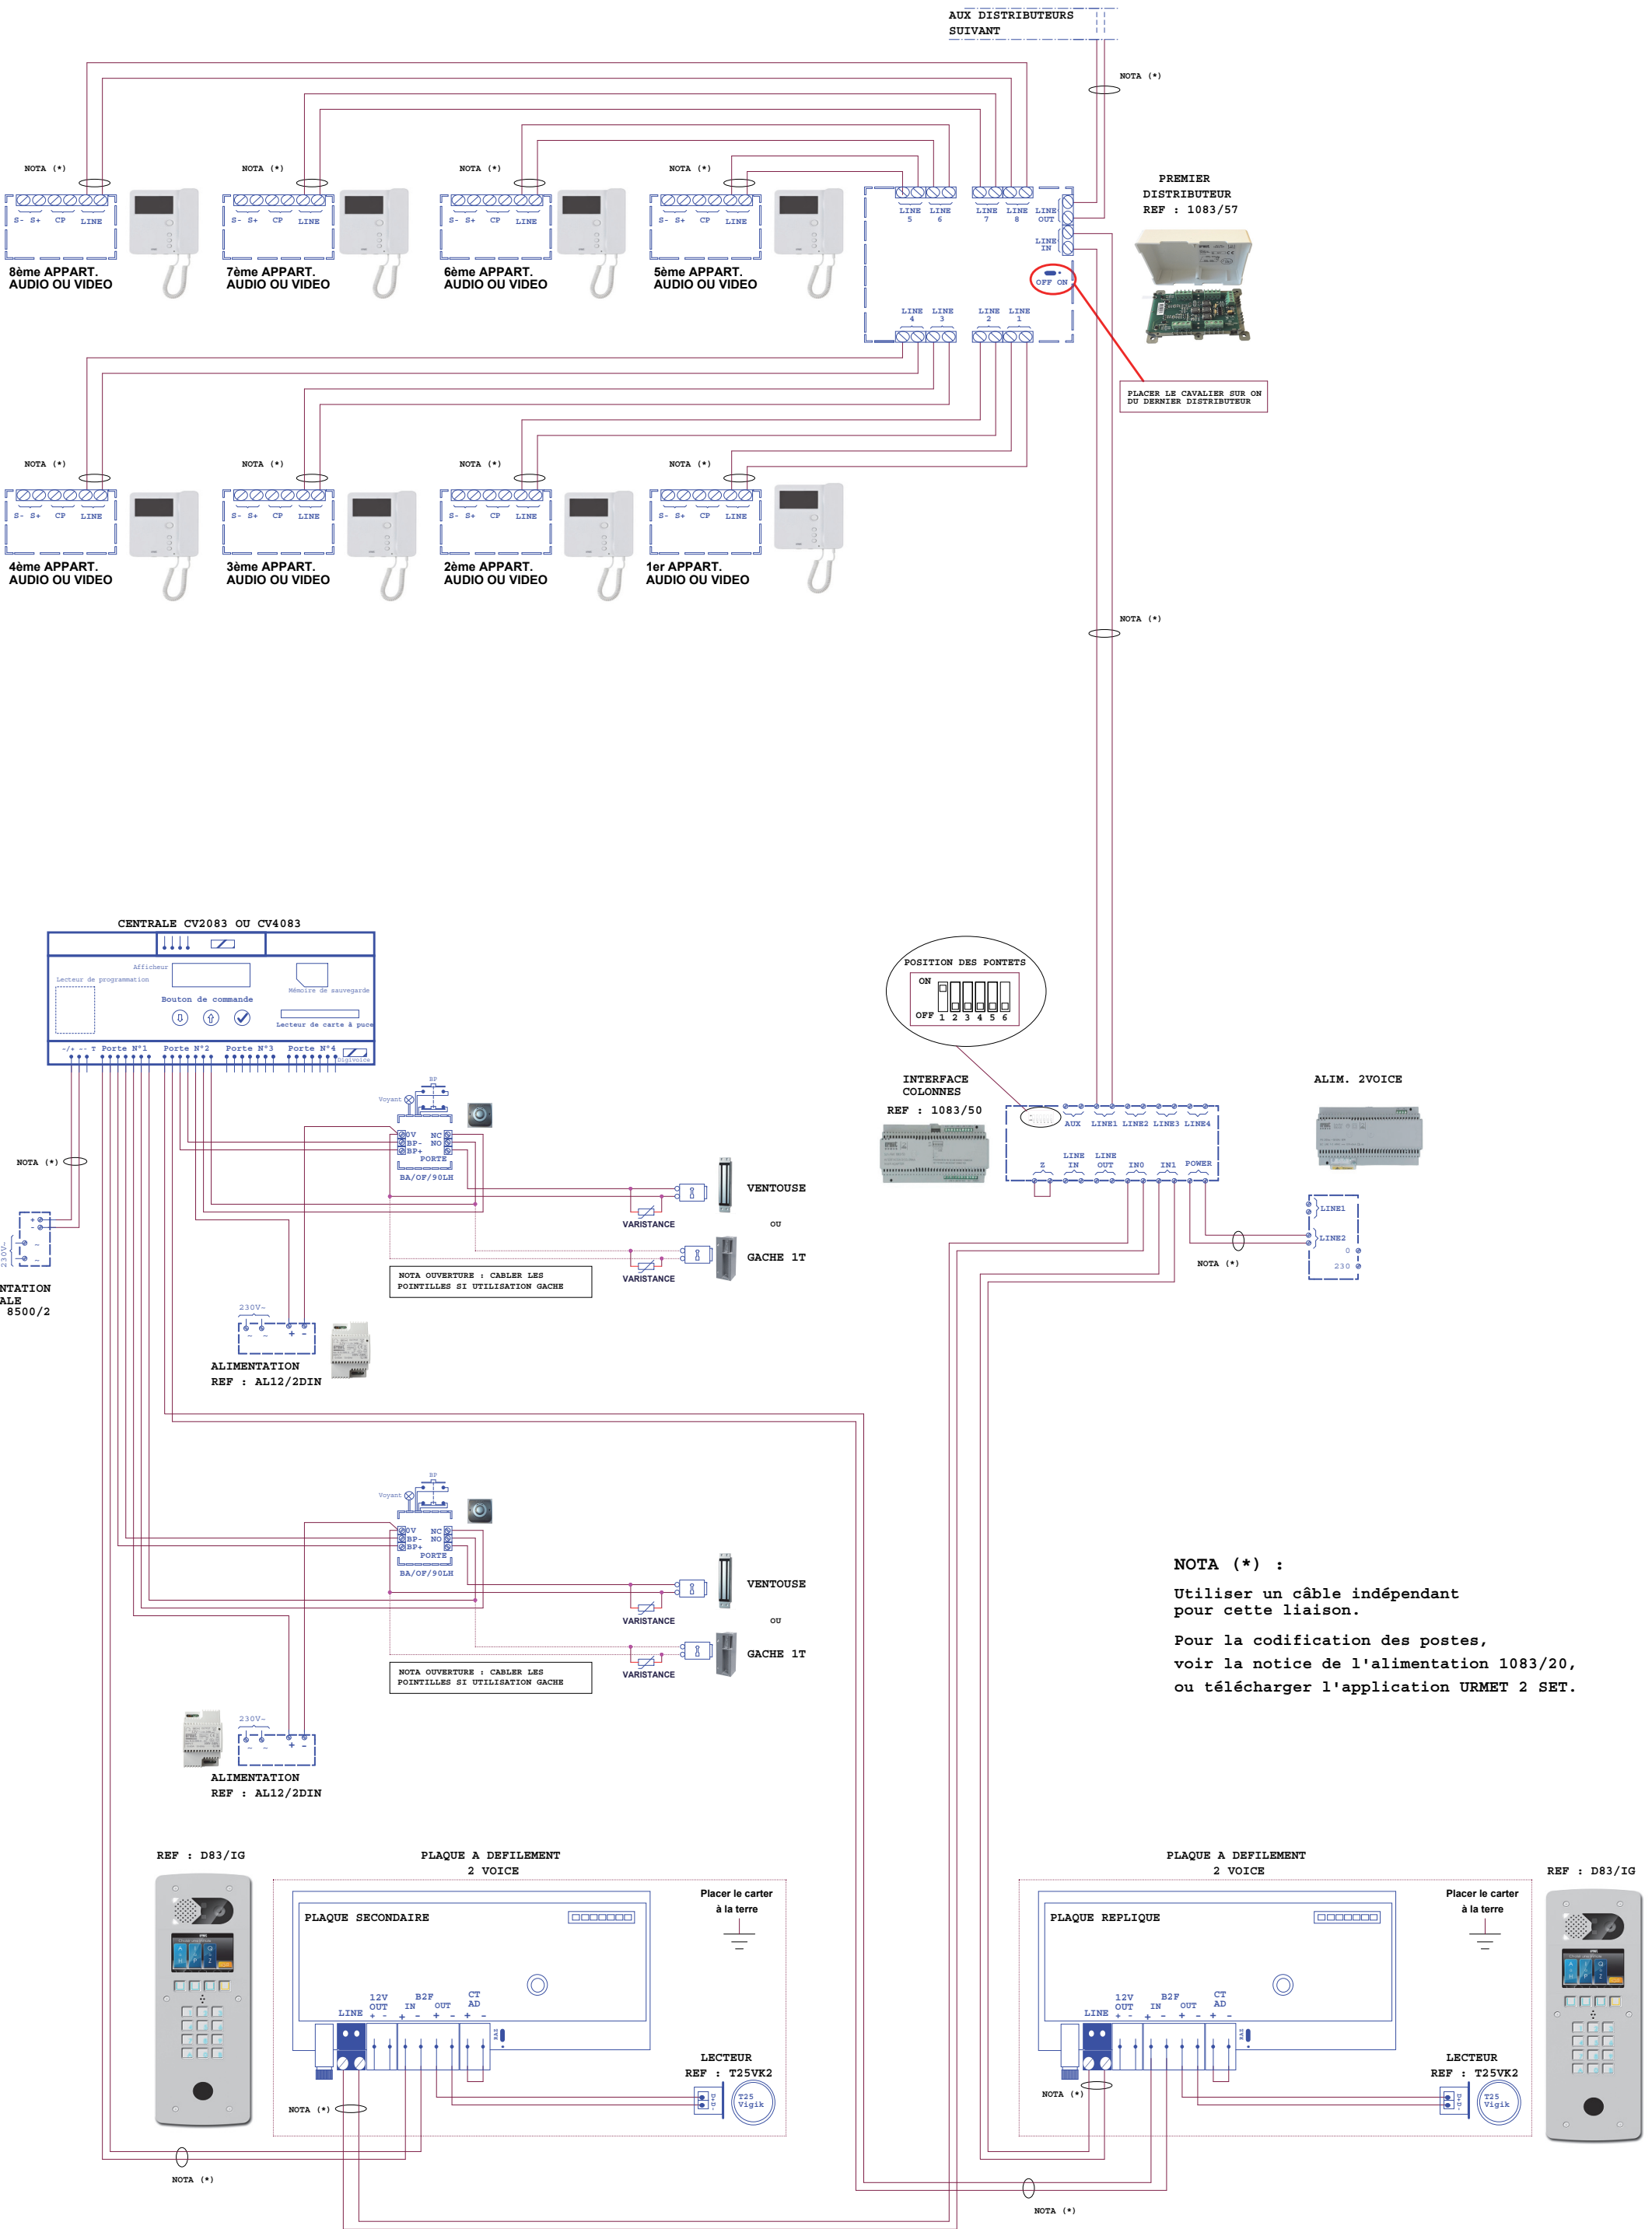 AUX DISTRIBUTEURS
SUIVANT
NOTA (*)
NOTA (*)
NOTA (*)
NOTA (*)
NOTA (*)
S- S+ CP LINE
8ème APPART.
AUDIO OU VIDEO
S- S+ CP LINE
7ème APPART.
AUDIO OU VIDEO
S- S+ CP LINE
6ème APPART.
AUDIO OU VIDEO
S- S+ CP LINE
5ème APPART.
AUDIO OU VIDEO
LINE LINE LINE LINE
5 6 7 8
LINE
OUT
LINE
IN
OFF ON
LINE LINE LINE LINE
4 3 2 1
PREMIER
DISTRIBUTEUR
REF : 1083/57
PLACER LE CAVALIER SUR ON
DU DERNIER DISTRIBUTEUR
NOTA (*)
NOTA (*)
NOTA (*)
NOTA (*)
S- S+ CP LINE
4ème APPART.
AUDIO OU VIDEO
S- S+ CP LINE
3ème APPART.
AUDIO OU VIDEO
S- S+ CP LINE
2ème APPART.
AUDIO OU VIDEO
S- S+ CP LINE
1er APPART.
AUDIO OU VIDEO
NOTA (*)
CENTRALE CV2083 OU CV4083
Afficheur
Lecteur de programmation
Mémoire de sauvegarde
Bouton de commande
Lecteur de carte à puce
-/+ -- T Porte N°1 Porte N°2 Porte N°3 Porte N°4
Digivoice
POSITION DES PONTETS
ON
OFF 1 2 3 4 5 6
INTERFACE
COLONNES
REF : 1083/50
AUX LINE1 LINE2 LINE3 LINE4
Z LINE IN LINE OUT IN0 IN1 POWER
ALIM. 2VOICE
LINE1
LINE2
0
230
NOTA (*)
NOTA (*)
+
-
~
~
230V~
NTATION
ALE
8500/2
BP
Voyant
0V NC
BP- NO
BP+
PORTE
BA/OF/90LH
VENTOUSE
VARISTANCE
OU
GACHE 1T
VARISTANCE
NOTA OUVERTURE : CABLER LES
POINTILLES SI UTILISATION GACHE
230V~
~ ~ + -
ALIMENTATION
REF : AL12/2DIN
BP
Voyant
0V NC
BP- NO
BP+
PORTE
BA/OF/90LH
VENTOUSE
VARISTANCE
OU
GACHE 1T
VARISTANCE
NOTA OUVERTURE : CABLER LES
POINTILLES SI UTILISATION GACHE
230V~
~ ~ + -
ALIMENTATION
REF : AL12/2DIN
NOTA (*) :
Utiliser un câble indépendant
pour cette liaison.
Pour la codification des postes,
voir la notice de l'alimentation 1083/20,
ou télécharger l'application URMET 2 SET.
REF : D83/IG
PLAQUE A DEFILEMENT
2 VOICE
Placer le carter
à la terre
PLAQUE SECONDAIRE
LINE 12V OUT B2F IN OUT CT AD
+ - + - + - + -
RAZ
LECTEUR
REF : T25VK2
T25
Vigik
NOTA (*)
NOTA (*)
PLAQUE A DEFILEMENT
2 VOICE
REF : D83/IG
Placer le carter
à la terre
PLAQUE REPLIQUE
LINE 12V OUT B2F IN OUT CT AD
+ - + - + - + -
RAZ
LECTEUR
REF : T25VK2
T25
Vigik
NOTA (*)
NOTA (*)